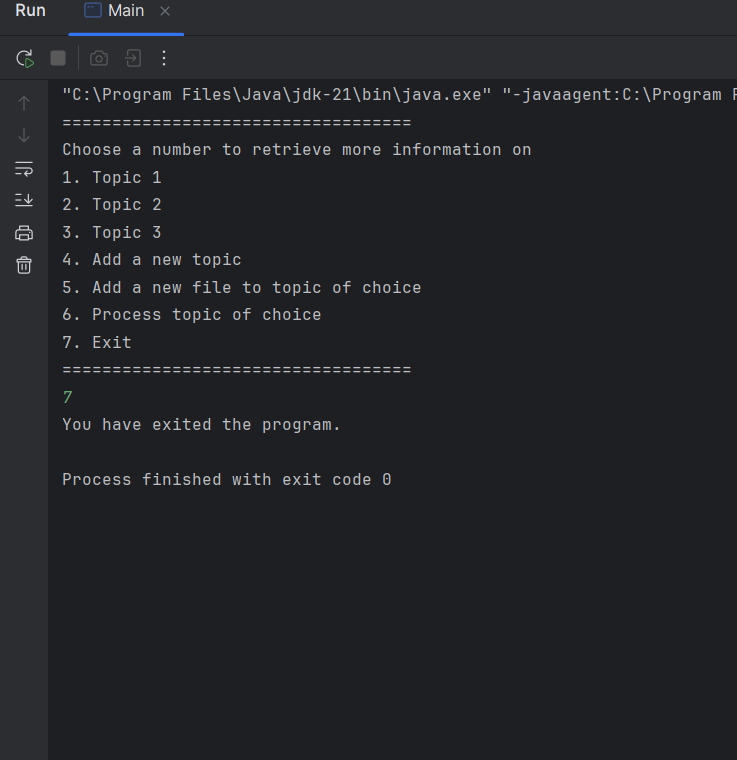 Run Main
"C:\Program Files\Java\jdk-21\bin\java.exe" "-javaagent:C:\Program
===================================
Choose a number to retrieve more information on
1. Topic 1
2. Topic 2
3. Topic 3
4. Add a new topic
5. Add a new file to topic of choice
6. Process topic of choice
7. Exit
===================================
7
You have exited the program.
Process finished with exit code 0